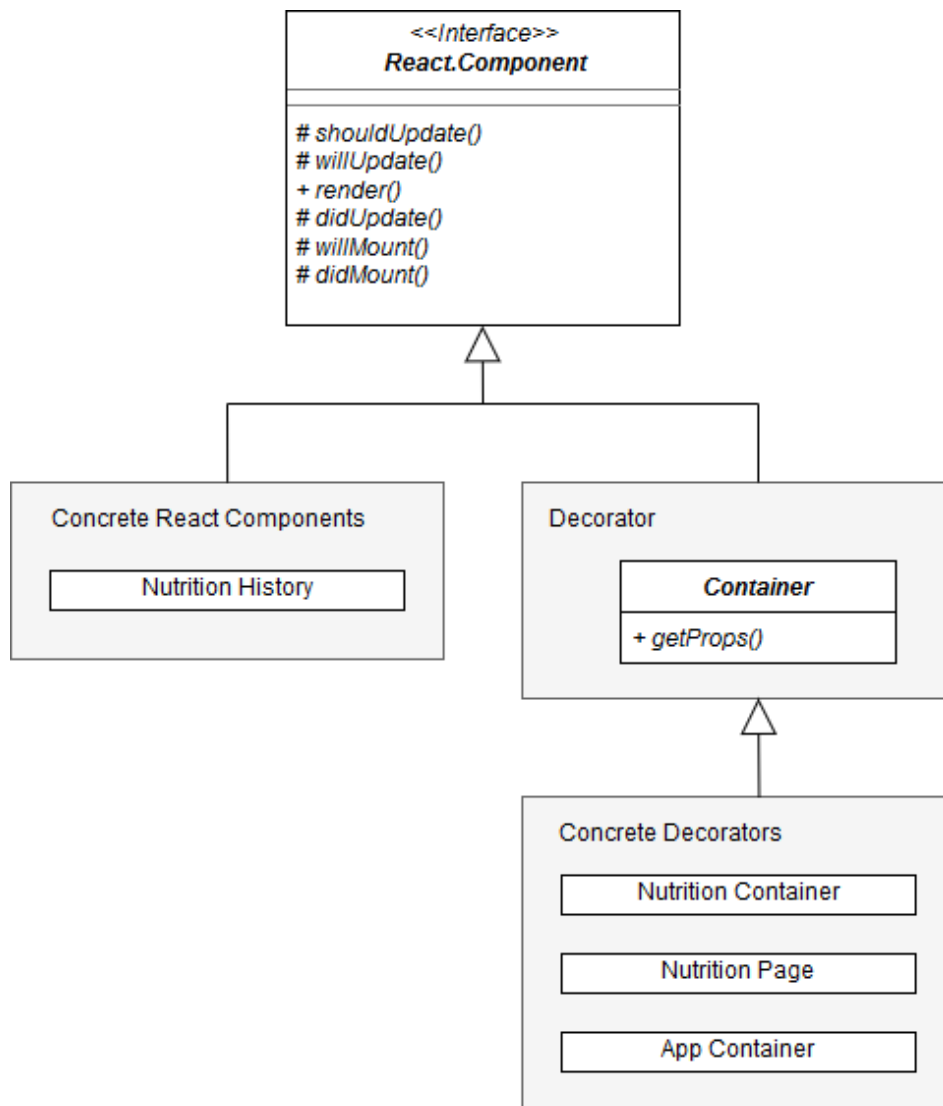 <<Interface>>
React.Component
# shouldUpdate()
# willUpdate()
+ render()
# didUpdate()
# willMount()
# didMount()
Concrete React Components
Nutrition History
Decorator
Container
+ getProps()
Concrete Decorators
Nutrition Container
Nutrition Page
App Container